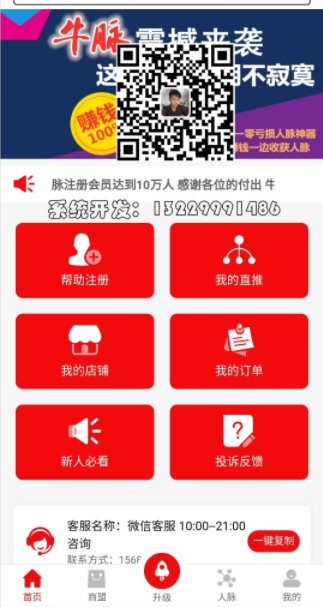 牛脉震撼来袭
不寂寞
赚钱
100%
一零亏损人脉神器
钱一边收获人脉
脉注册会员达到10万人 感谢各位的付出 牛
系统开发：13229991486
帮助注册
我的直推
我的店铺
我的订单
新人必看
投诉反馈
客服名称：微信客服 10:00--21:00
咨询
一键复制
联系方式：156
首页
商盟
升级
人脉
我的